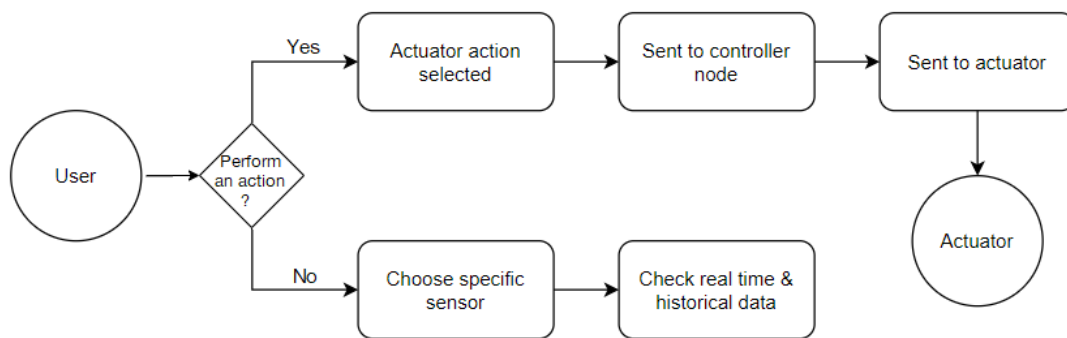 Yes
Actuator action
selected
Sent to controller
node
Sent to actuator
User
Perform
an action
?
Actuator
No
Choose specific
sensor
Check real time &
historical data